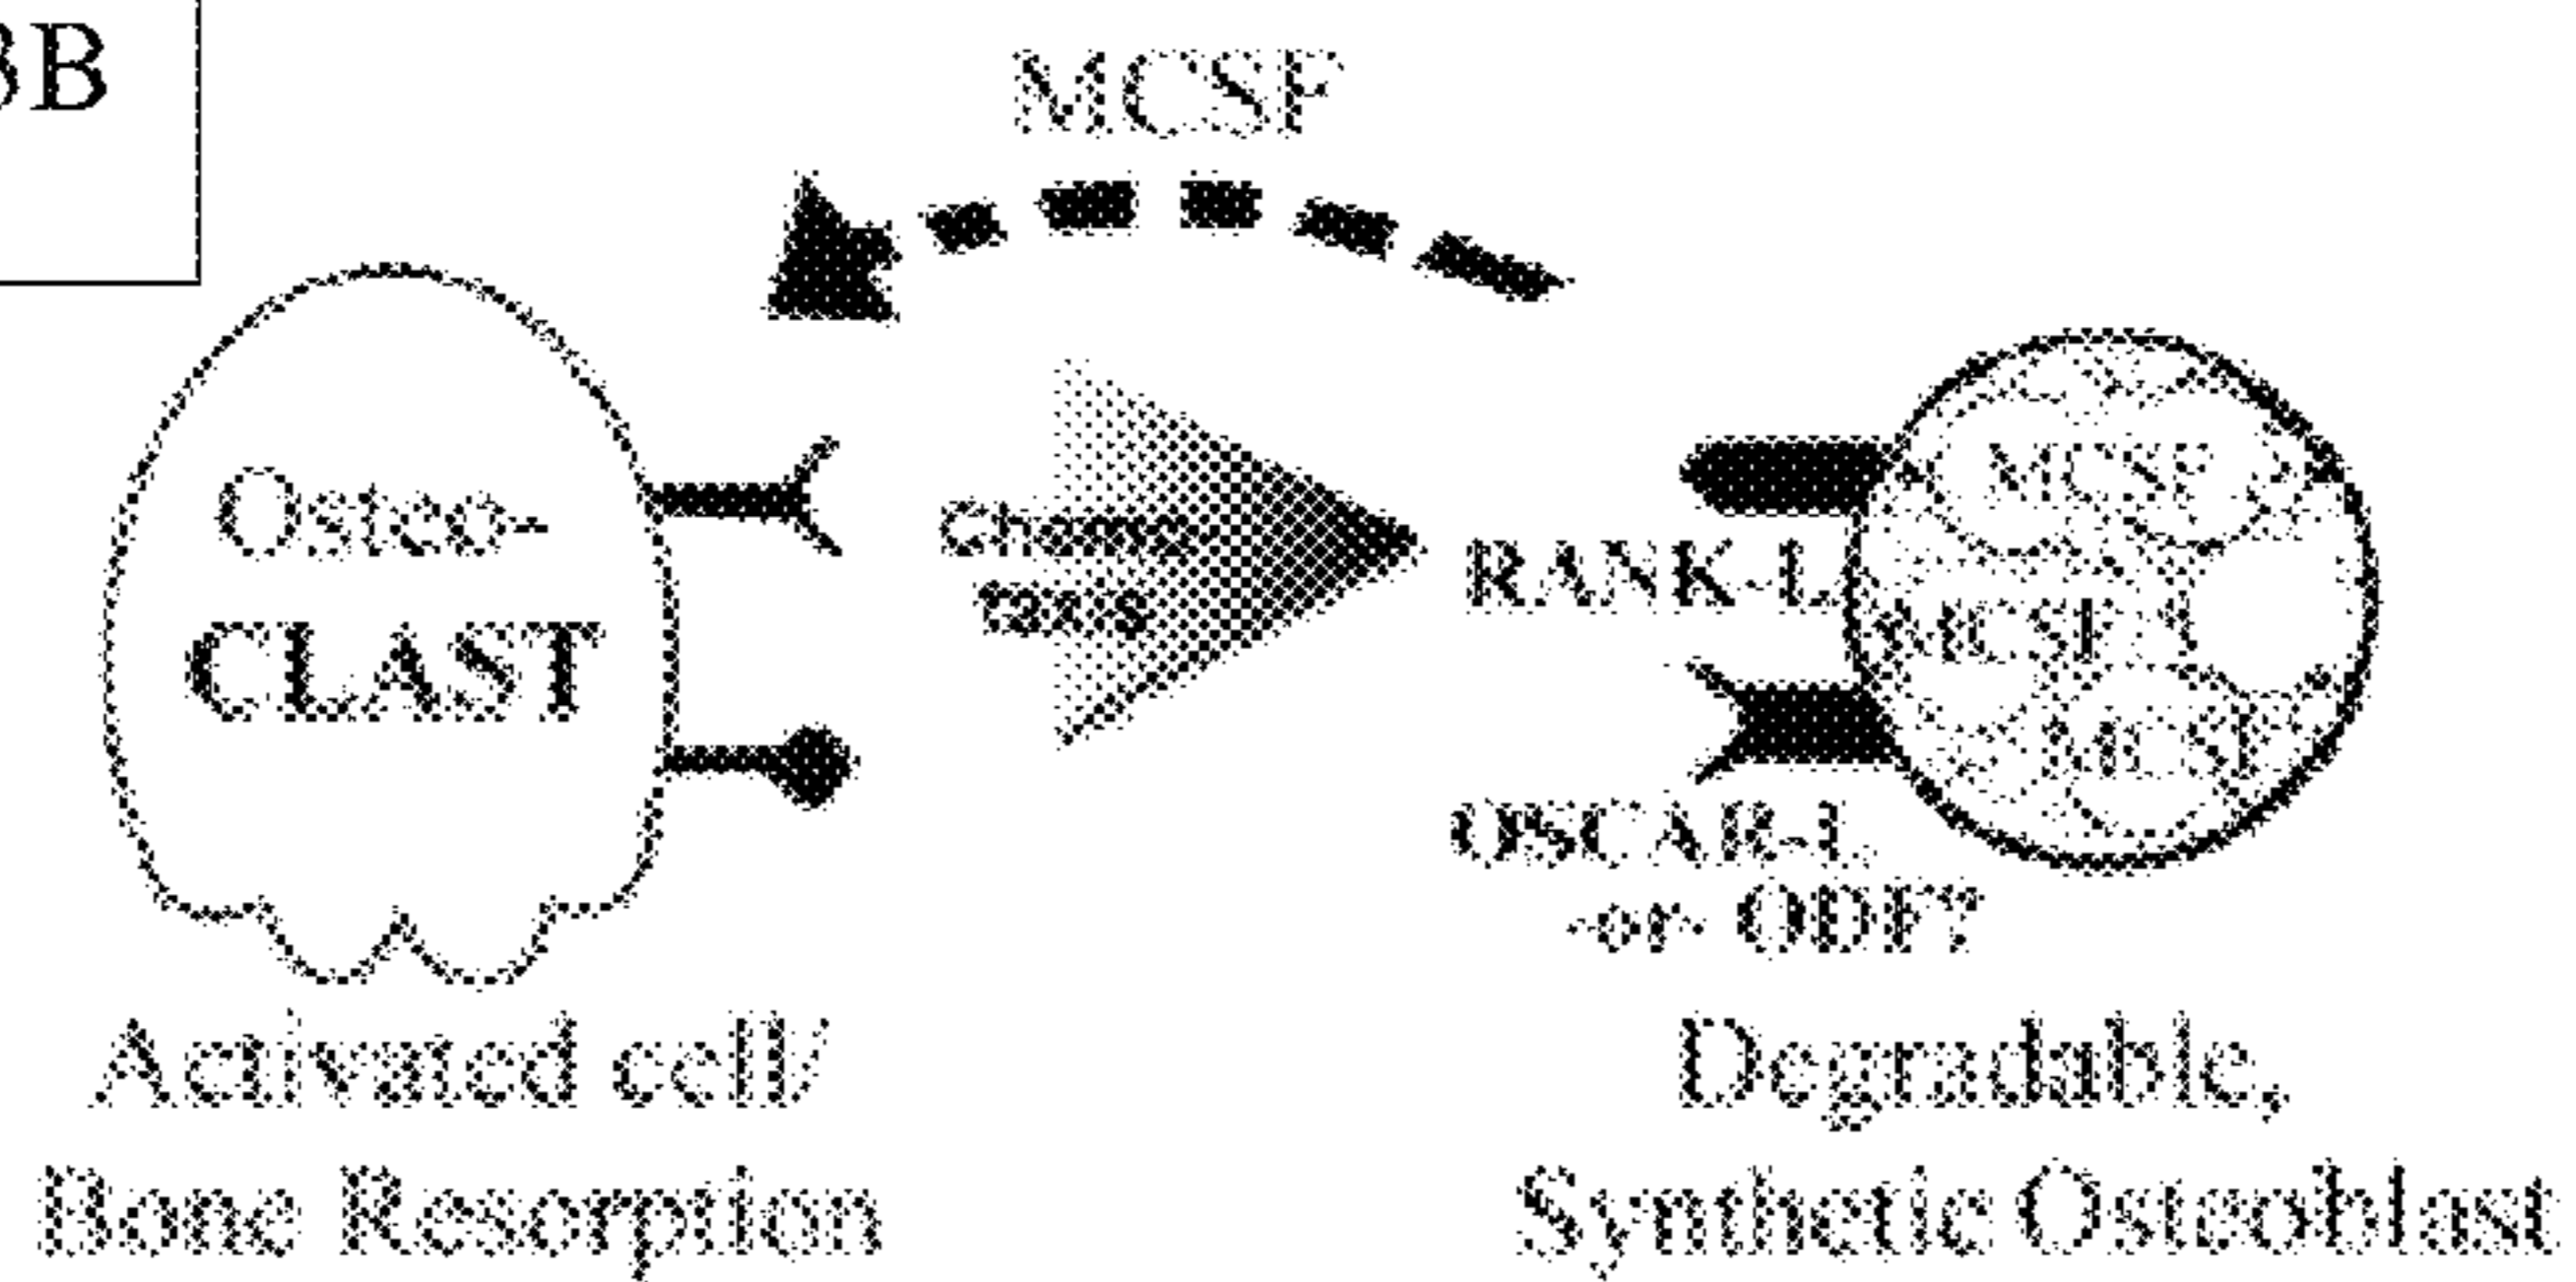 3B
MCSF
Osteo-
CLAST
Chemo-
taxis
RANK-L
MCSF
MCSF
MCSF
OSCAR-L
-or- ODF?
Activated cell/
Bone Resorption
Degradable,
Synthetic Osteoblast